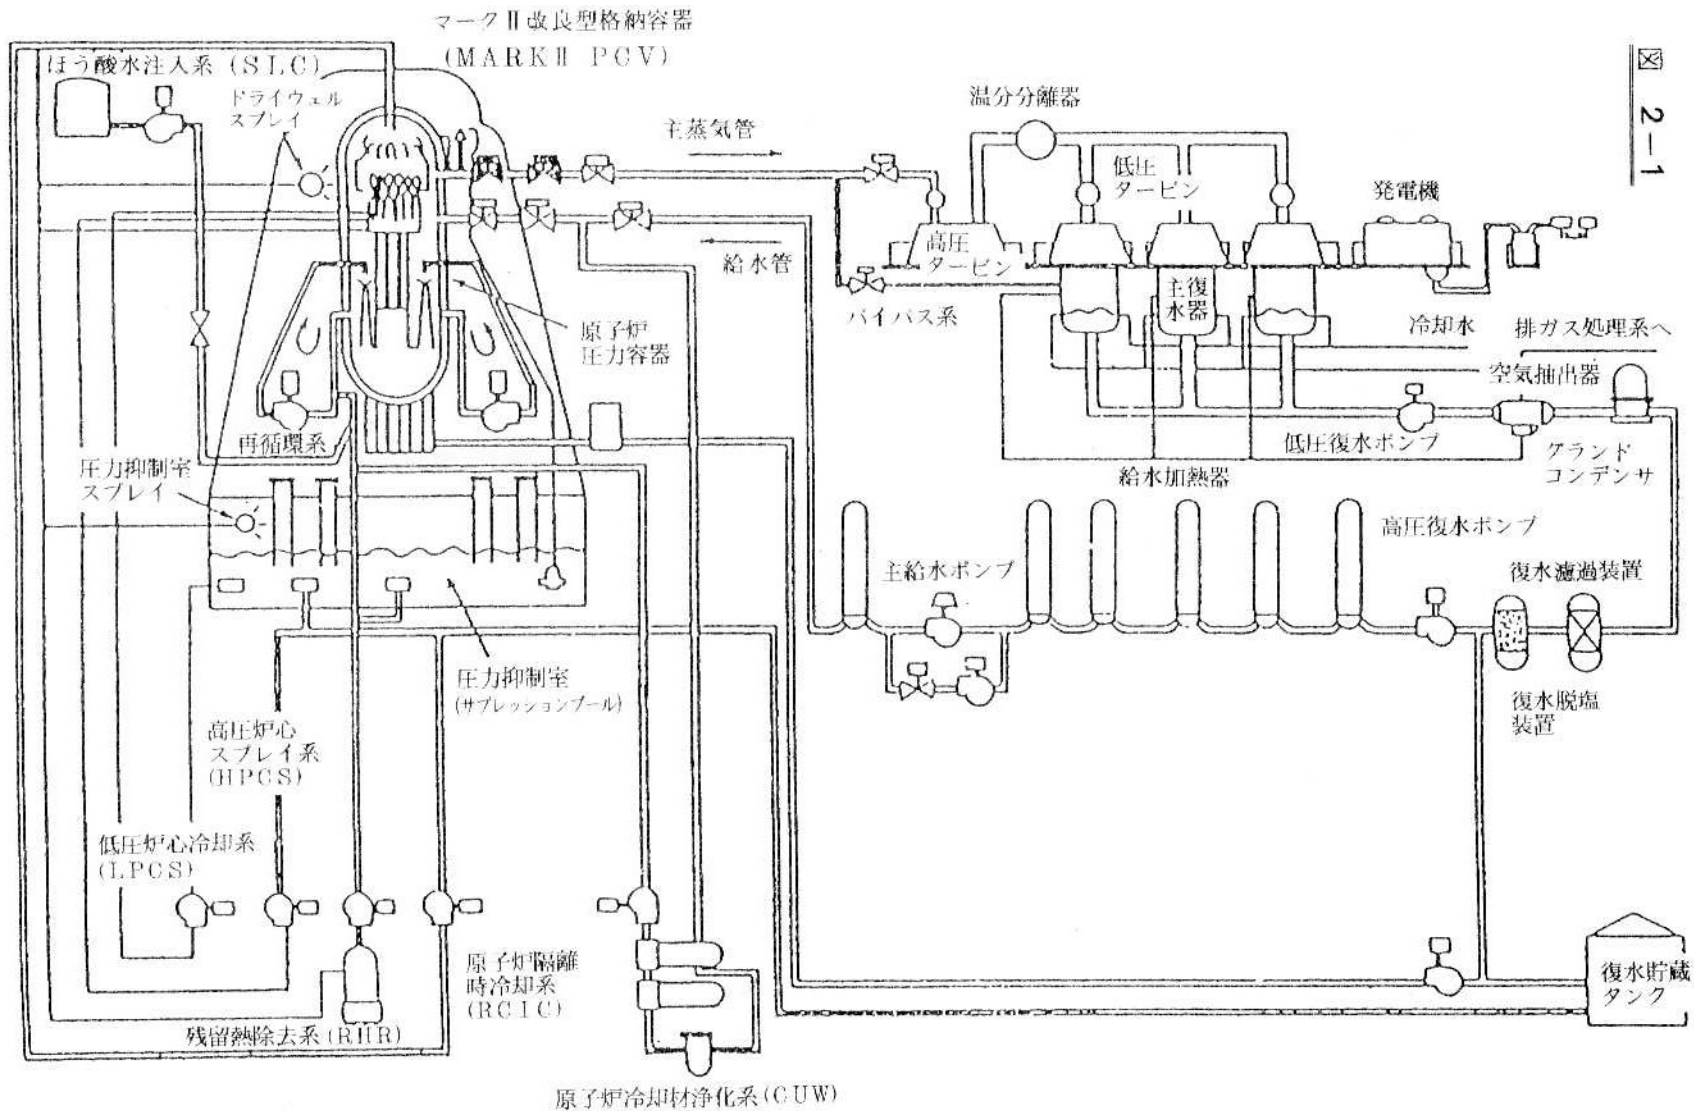 マークⅡ改良型格納容器
(MARKⅡ PCV)
図 2-1
ほう酸水注入系 (SLC)
ドライウェル
スプレイ
主蒸気管
温分分離器
低圧
タービン
発電機
高圧
タービン
給水管
バイパス系
主復
水器
冷却水
排ガス処理系へ
空気抽出器
原子炉
圧力容器
再循環系
低圧復水ポンプ
グランド
コンデンサ
圧力抑制室
スプレイ
給水加熱器
高圧復水ポンプ
主給水ポンプ
復水濾過装置
圧力抑制室
(サプレッションプール)
復水脱塩
装置
高圧炉心
スプレイ系
(HPCS)
低圧炉心冷却系
(LPCS)
原子炉隔離
時冷却系
(RCIC)
復水貯蔵
タンク
残留熱除去系(RHR)
原子炉冷却材浄化系(CUW)